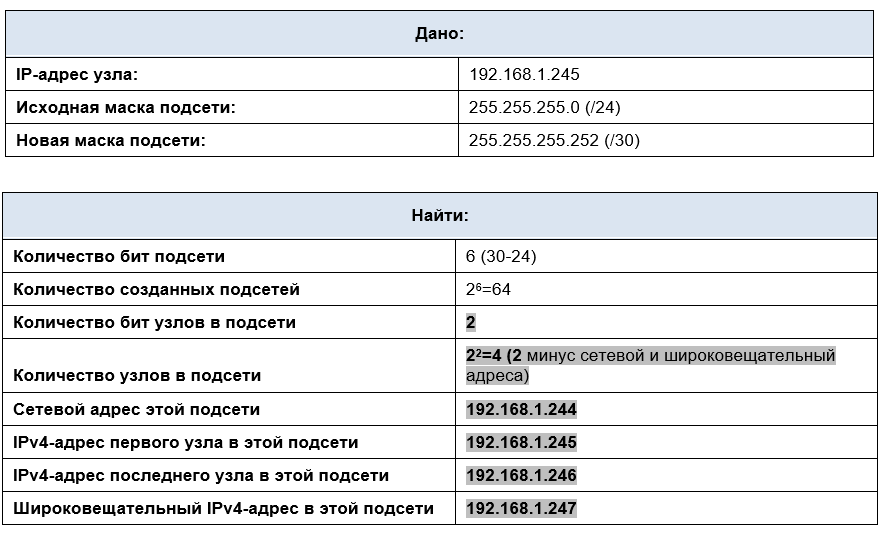 Дано:
IP-адрес узла: 192.168.1.245
Исходная маска подсети: 255.255.255.0 (/24)
Новая маска подсети: 255.255.255.252 (/30)
Найти:
Количество бит подсети 6 (30-24)
Количество созданных подсетей 2⁶=64
Количество бит узлов в подсети 2
Количество узлов в подсети 2²=4 (2 минус сетевой и широковещательный
адреса)
Сетевой адрес этой подсети 192.168.1.244
IPv4-адрес первого узла в этой подсети 192.168.1.245
IPv4-адрес последнего узла в этой подсети 192.168.1.246
Широковещательный IPv4-адрес в этой подсети 192.168.1.247